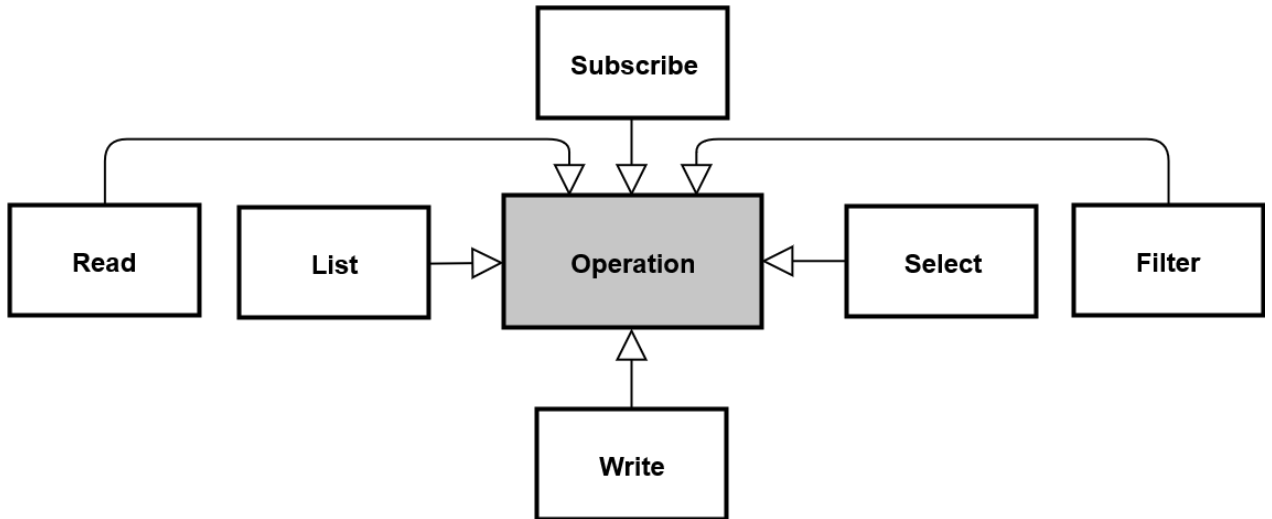 Subscribe
Read
List
Operation
Select
Filter
Write